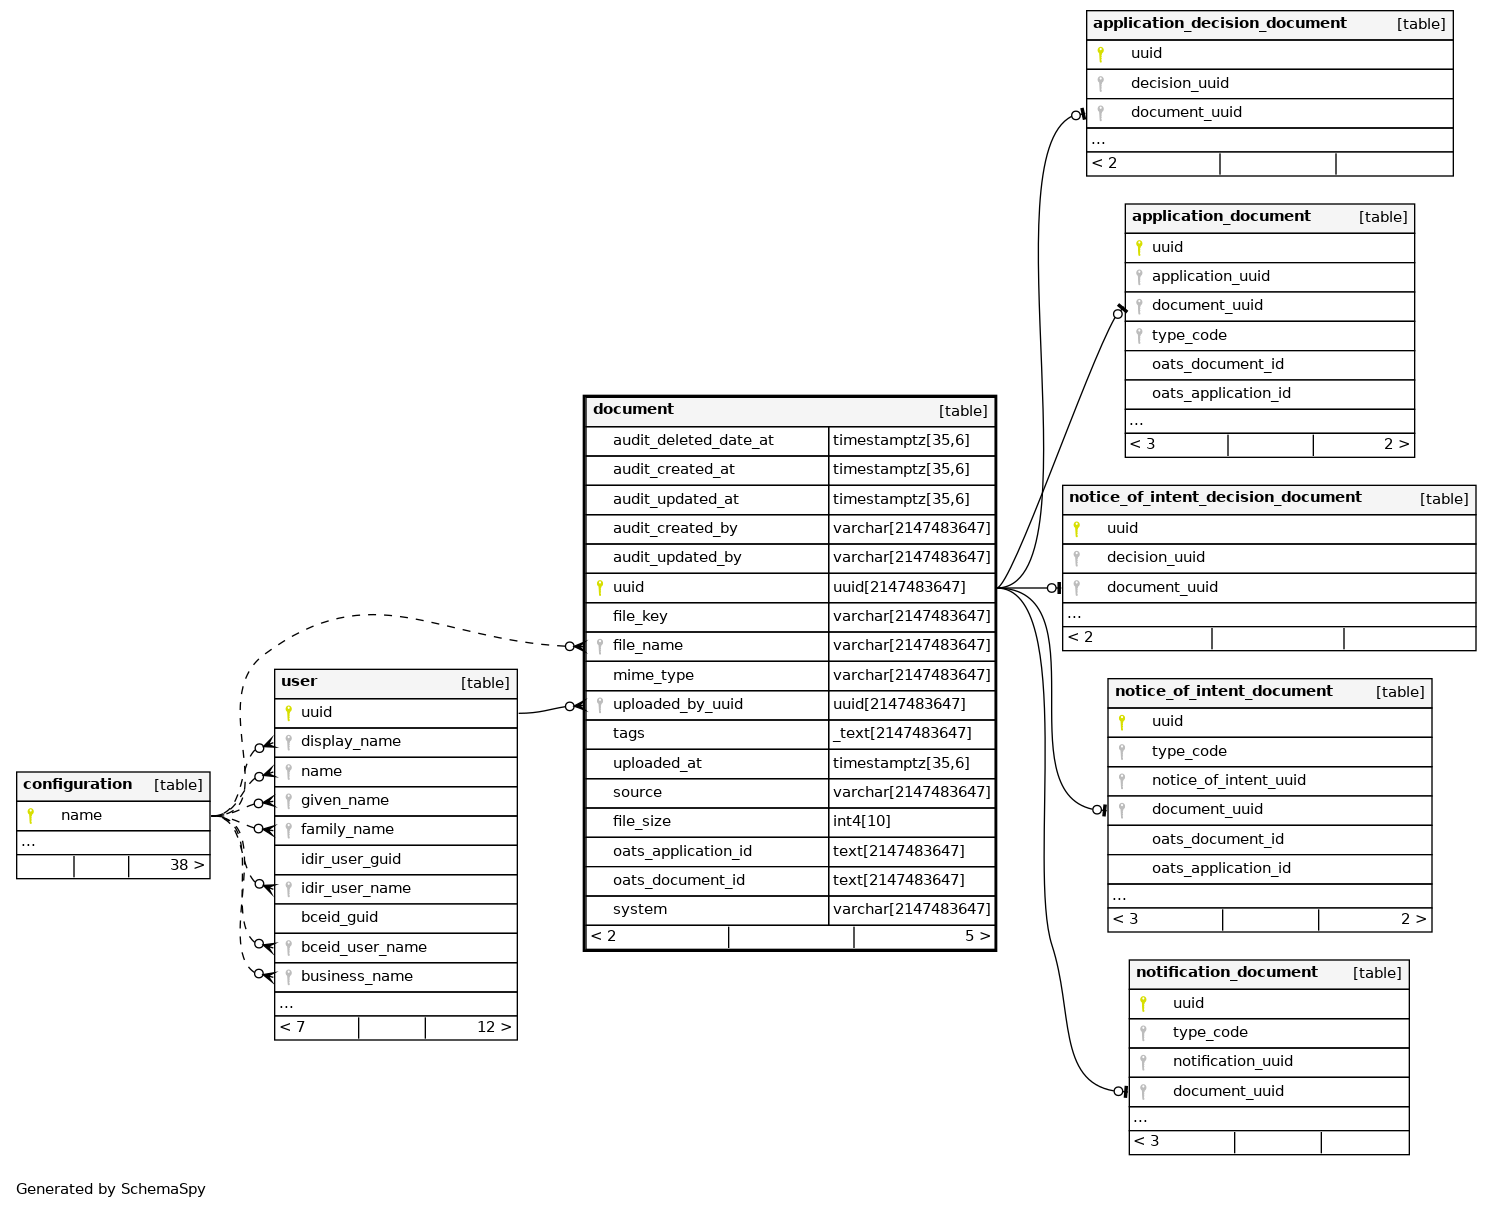 application_decision_document [table]
uuid
decision_uuid
document_uuid
...
< 2
application_document [table]
uuid
application_uuid
document_uuid
type_code
oats_document_id
oats_application_id
...
< 3 2 >
document [table]
audit_deleted_date_at timestamptz[35,6]
audit_created_at timestamptz[35,6]
audit_updated_at timestamptz[35,6]
audit_created_by varchar[2147483647]
audit_updated_by varchar[2147483647]
uuid uuid[2147483647]
file_key varchar[2147483647]
file_name varchar[2147483647]
mime_type varchar[2147483647]
uploaded_by_uuid uuid[2147483647]
tags _text[2147483647]
uploaded_at timestamptz[35,6]
source varchar[2147483647]
file_size int4[10]
oats_application_id text[2147483647]
oats_document_id text[2147483647]
system varchar[2147483647]
< 2 5 >
notice_of_intent_decision_document [table]
uuid
decision_uuid
document_uuid
...
< 2
user [table]
uuid
display_name
name
given_name
family_name
idir_user_guid
idir_user_name
bceid_guid
bceid_user_name
business_name
...
< 7 12 >
notice_of_intent_document [table]
uuid
type_code
notice_of_intent_uuid
document_uuid
oats_document_id
oats_application_id
...
< 3 2 >
configuration [table]
name
...
38 >
notification_document [table]
uuid
type_code
notification_uuid
document_uuid
...
< 3
Generated by SchemaSpy